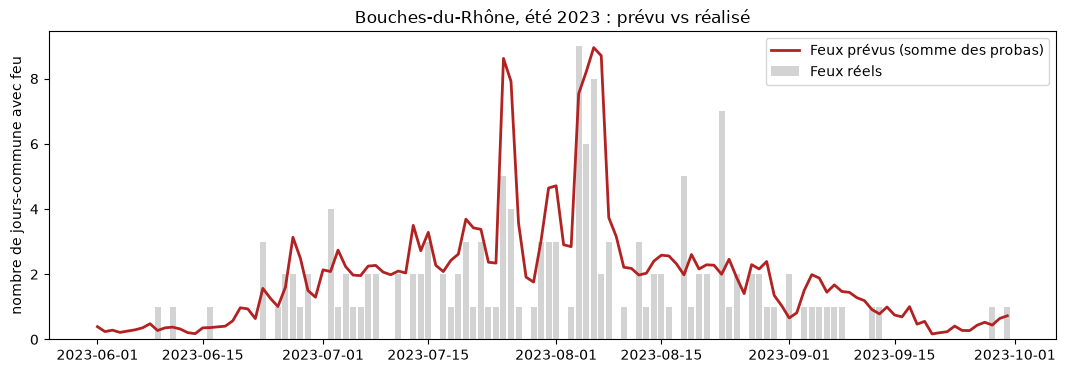 Bouches-du-Rhône, été 2023 : prévu vs réalisé
nombre de jours-commune avec feu
8
6
4
2
0
Feux prévus (somme des probas)
Feux réels
2023-06-01 2023-06-15 2023-07-01 2023-07-15 2023-08-01 2023-08-15 2023-09-01 2023-09-15 2023-10-01